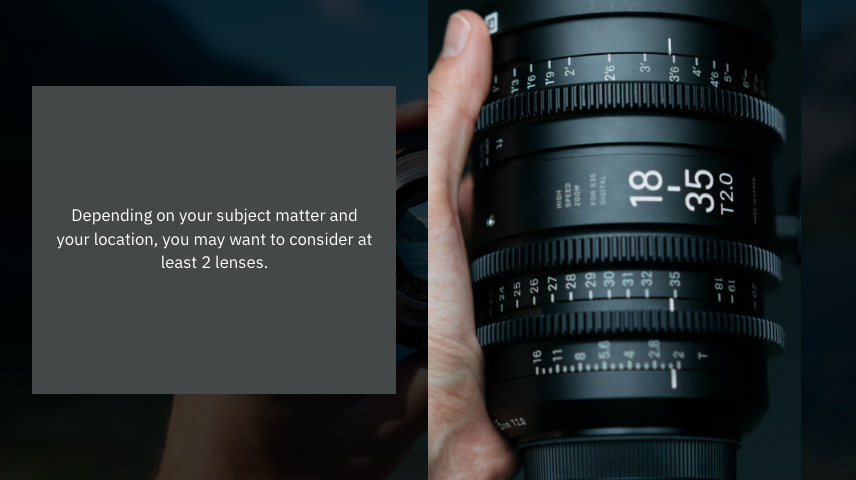 Depending on your subject matter and
your location, you may want to consider at
least 2 lenses.
1'3 1'6 1'9 2' 2'6 3' 3'6 4' 4'6 5'
HIGH
SPEED
ZOOM
FOR S35
DIGITAL
18-35
T2.0
24 25 26 27 28 29 30 31 32 35 18 19 20
16 11 8 5.6 4 2.8 2 T